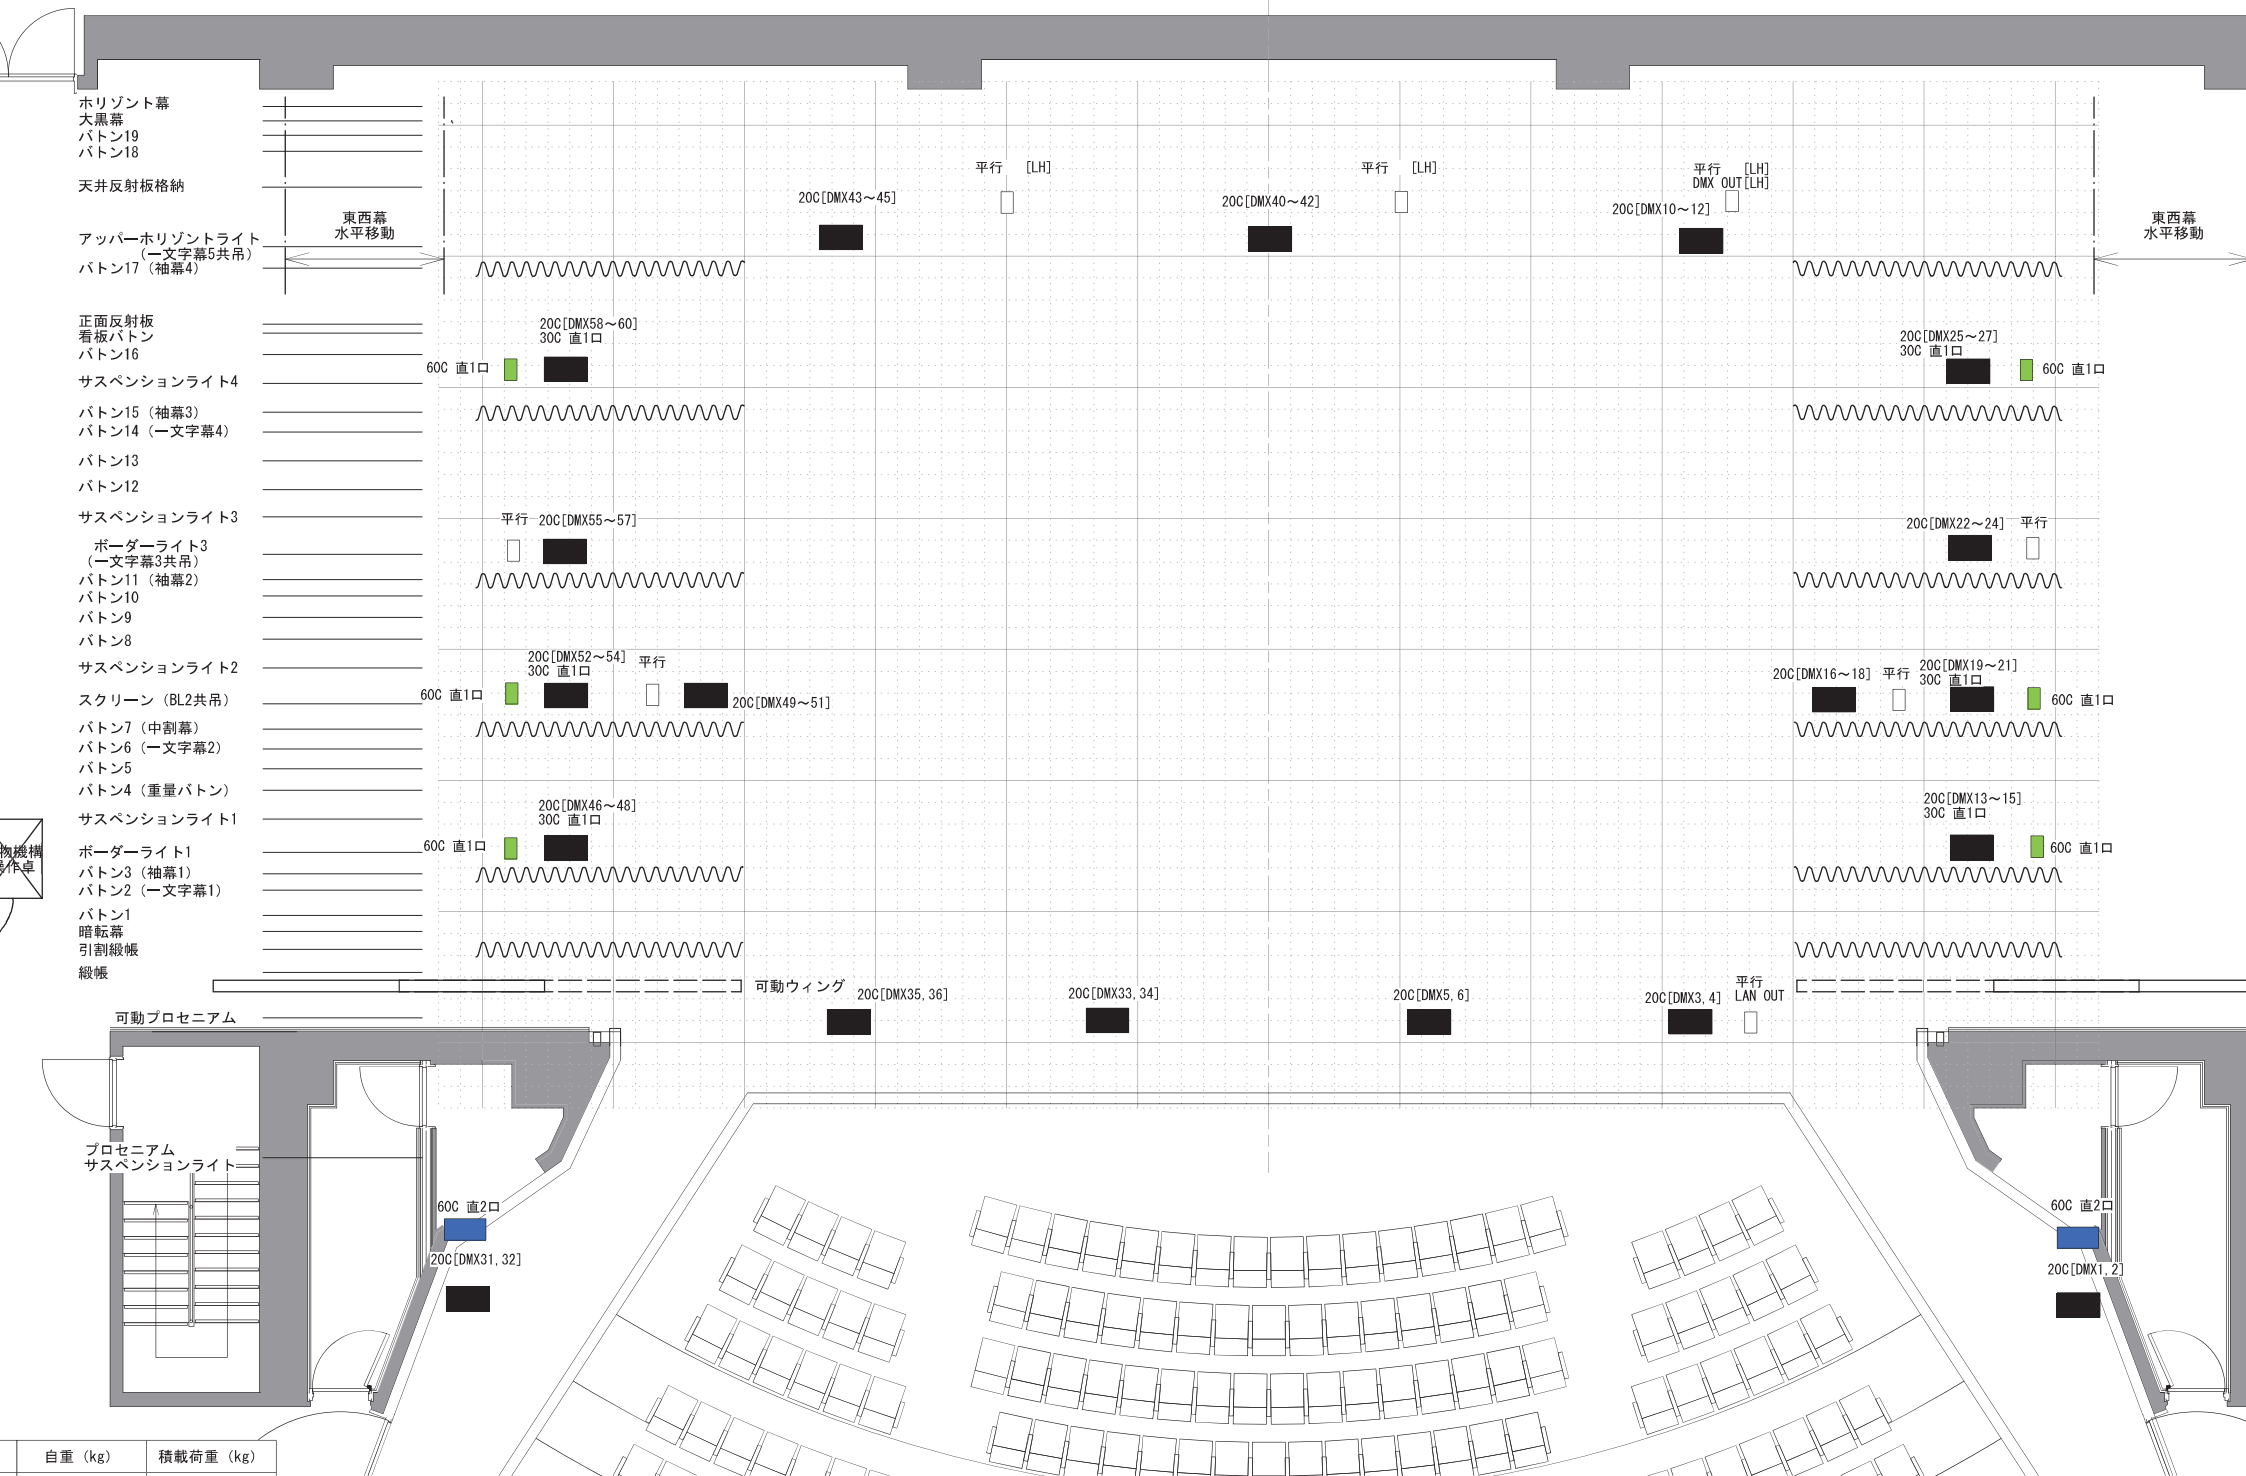 ホリゾント幕
大黒幕
バトン19
バトン18
天井反射板格納
アッパーホリゾントライト
(一文字幕5共吊)
バトン17 (袖幕4)
正面反射板
看板バトン
バトン16
サスペンションライト4
バトン15 (袖幕3)
バトン14 (一文字幕4)
バトン13
バトン12
サスペンションライト3
ボーダーライト3
(一文字幕3共吊)
バトン11 (袖幕2)
バトン10
バトン9
バトン8
サスペンションライト2
スクリーン (BL2共吊)
バトン7 (中割幕)
バトン6 (一文字幕2)
バトン5
バトン4 (重量バトン)
サスペンションライト1
ボーダーライト1
バトン3 (袖幕1)
バトン2 (一文字幕1)
バトン1
暗転幕
引割緞帳
緞帳
可動プロセニアム
プロセニアム
サスペンションライト
物機構
操作卓
東西幕
水平移動
平行 [LH]
20C[DMX43～45]
平行 [LH]
20C[DMX40～42]
平行 [LH]
DMX OUT[LH]
20C[DMX10～12]
東西幕
水平移動
20C[DMX58～60]
30C 直1口
60C 直1口
20C[DMX25～27]
30C 直1口
60C 直1口
平行 20C[DMX55～57]
20C[DMX22～24] 平行
20C[DMX52～54]
30C 直1口
平行
60C 直1口
20C[DMX49～51]
20C[DMX16～18] 平行
20C[DMX19～21]
30C 直1口
60C 直1口
20C[DMX46～48]
30C 直1口
60C 直1口
20C[DMX13～15]
30C 直1口
60C 直1口
可動ウィング
20C[DMX35,36]
20C[DMX33,34]
20C[DMX5,6]
20C[DMX3,4]
平行
LAN OUT
60C 直2口
20C[DMX31,32]
60C 直2口
20C[DMX1,2]
自重 (kg) 積載荷重 (kg)